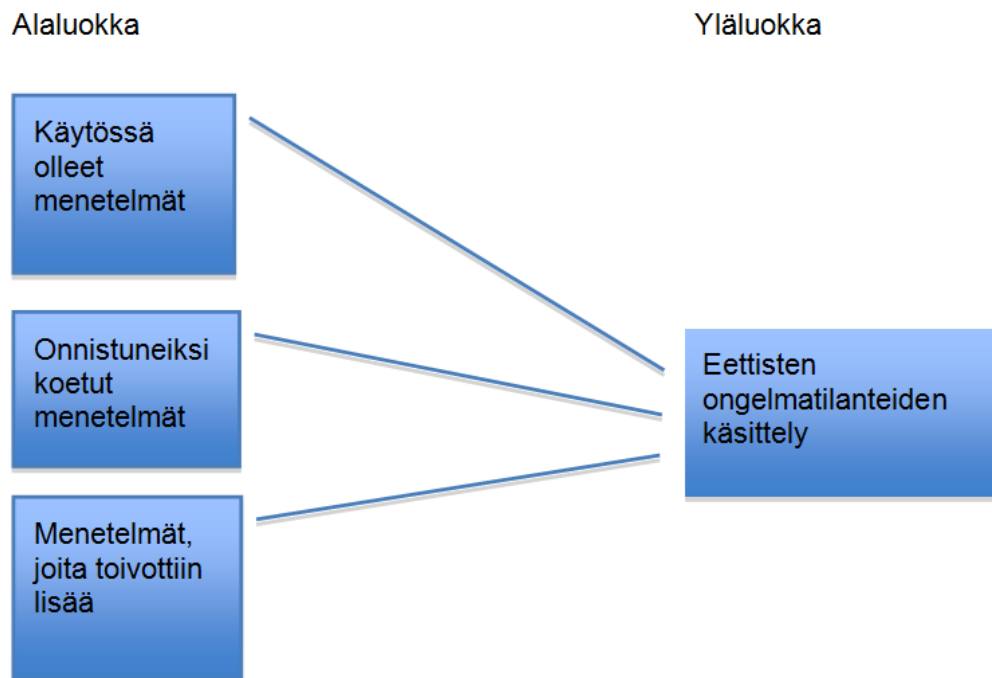 Alaluokka
Yläluokka
Käytössä
olleet
menetelmät
Onnistuneiksi
koetut
menetelmät
Menetelmät,
joita toivottiin
lisää
Eettisten
ongelmatilanteiden
käsittely